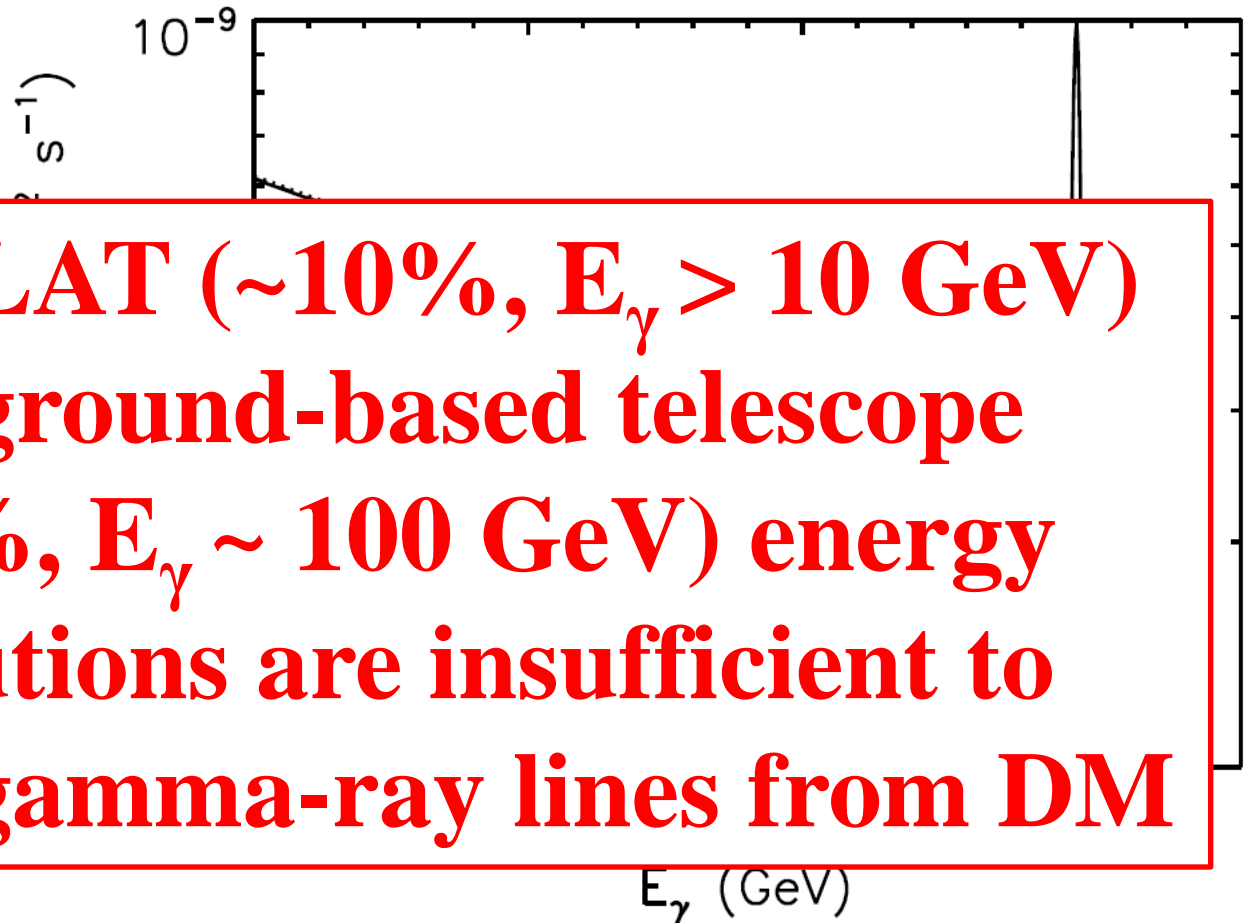 10⁻⁹
s⁻¹)
LAT (~10%, Eγ > 10 GeV)
ground-based telescope
%, Eγ ~ 100 GeV) energy
utions are insufficient to
gamma-ray lines from DM
Eγ (GeV)